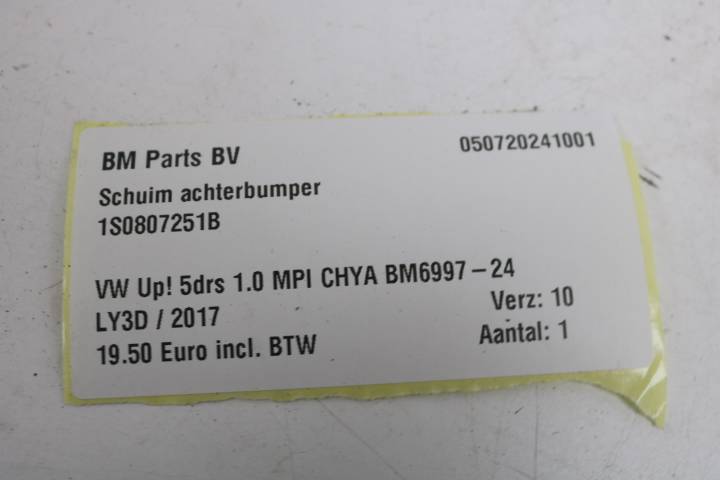 BM Parts BV 050720241001
Schuim achterbumper
1S0807251B
VW Up! 5drs 1.0 MPI CHYA BM6997-24
LY3D / 2017 Verz: 10
19.50 Euro incl. BTW Aantal: 1